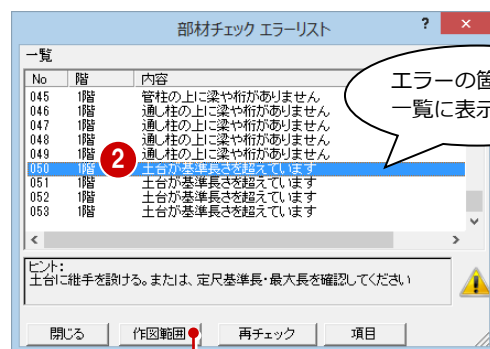 部材チェック エラーリスト
? ×
一覧
No 階 内容
045 1階 管柱の上に梁や桁がありません
046 1階 通し柱の上に梁や桁がありません
047 1階 通し柱の上に梁や桁がありません
048 1階 通し柱の上に梁や桁がありません
049 1階 通し柱の上に梁や桁がありません
050 1階 土台が基準長さを超えています
051 1階 土台が基準長さを超えています
052 1階 土台が基準長さを超えています
053 1階 土台が基準長さを超えています
2
エラーの箇
一覧に表示
ヒント:
土台に継手を設ける。または、定尺基準長・最大長を確認してください
閉じる 作図範囲 再チェック 項目